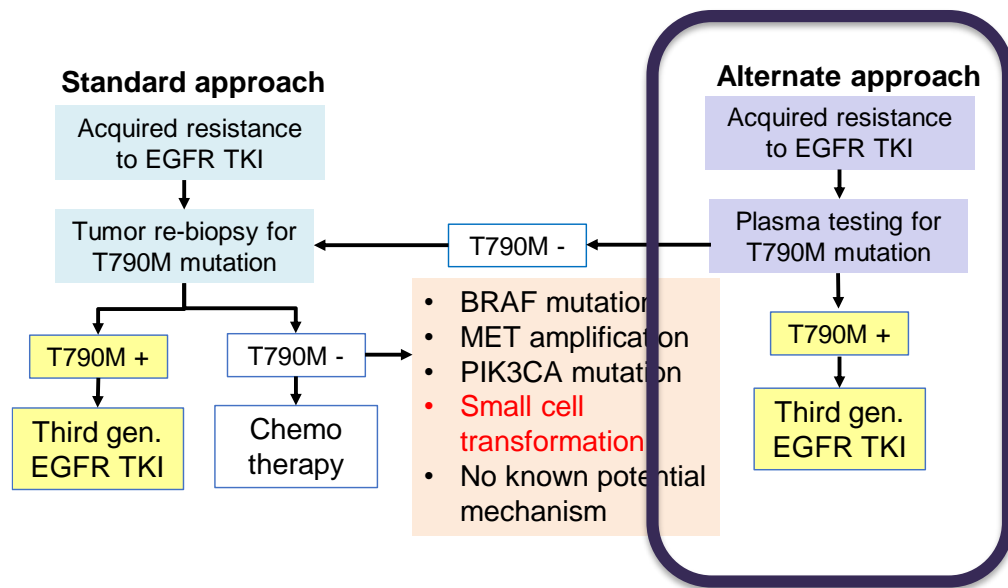 Standard approach
Acquired resistance
to EGFR TKI
Tumor re-biopsy for
T790M mutation
T790M +
T790M -
Third gen.
EGFR TKI
Chemo
therapy
T790M -
• BRAF mutation
• MET amplification
• PIK3CA mutation
• Small cell
transformation
• No known potential
mechanism
Alternate approach
Acquired resistance
to EGFR TKI
Plasma testing for
T790M mutation
T790M +
Third gen.
EGFR TKI